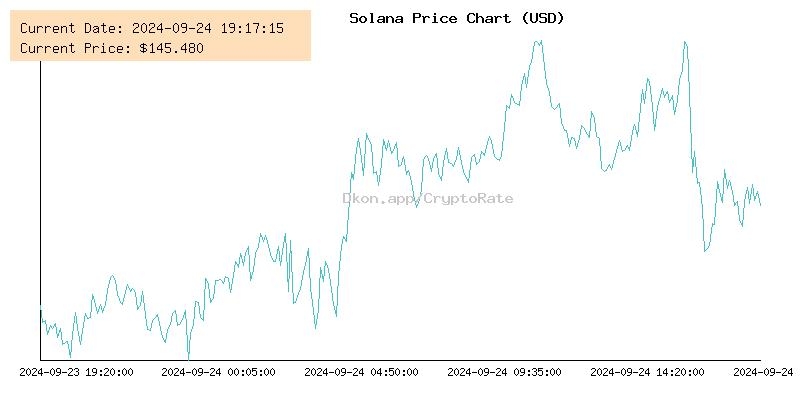 Solana Price Chart (USD)
Current Date: 2024-09-24 19:17:15
Current Price: $145.480
Dkon.app/CryptoRate
2024-09-23 19:20:00 2024-09-24 00:05:00 2024-09-24 04:50:00 2024-09-24 09:35:00 2024-09-24 14:20:00 2024-09-24